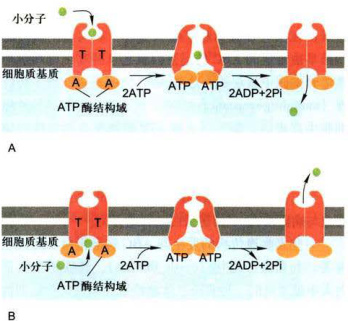 小分子
T T
细胞质基质
A A
ATP酶结构域
2ATP
ATP ATP
2ADP+2Pi
A
T T
细胞质基质
A A
小分子
ATP酶结构域
2ATP
ATP ATP
2ADP+2Pi
B